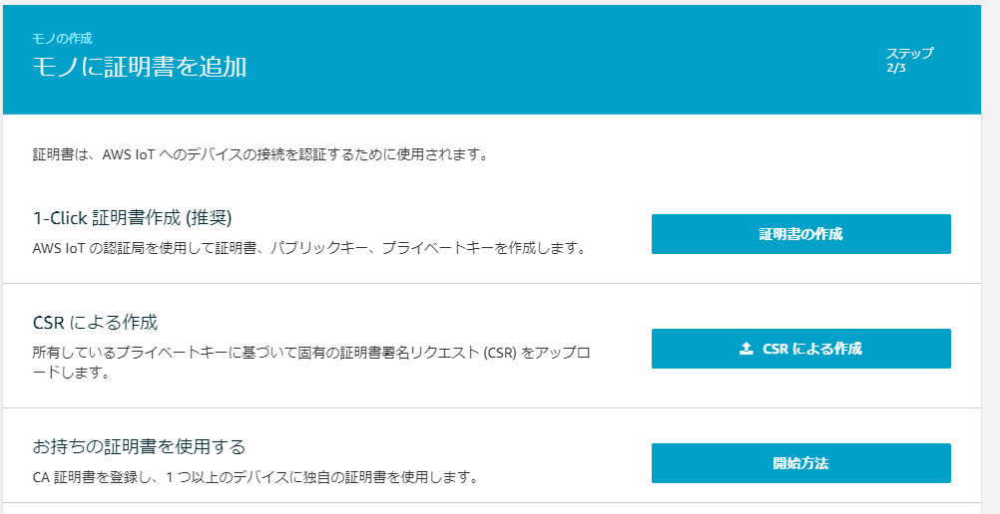 モノの作成
モノに証明書を追加
ステップ
2/3
証明書は、AWS IoT へのデバイスの接続を認証するために使用されます。
1-Click 証明書作成 (推奨)
AWS IoT の認証局を使用して証明書、パブリックキー、プライベートキーを作成します。
証明書の作成
CSR による作成
所有しているプライベートキーに基づいて固有の証明書署名リクエスト (CSR) をアップロ
ードします。
CSR による作成
お持ちの証明書を使用する
CA 証明書を登録し、1 つ以上のデバイスに独自の証明書を使用します。
開始方法